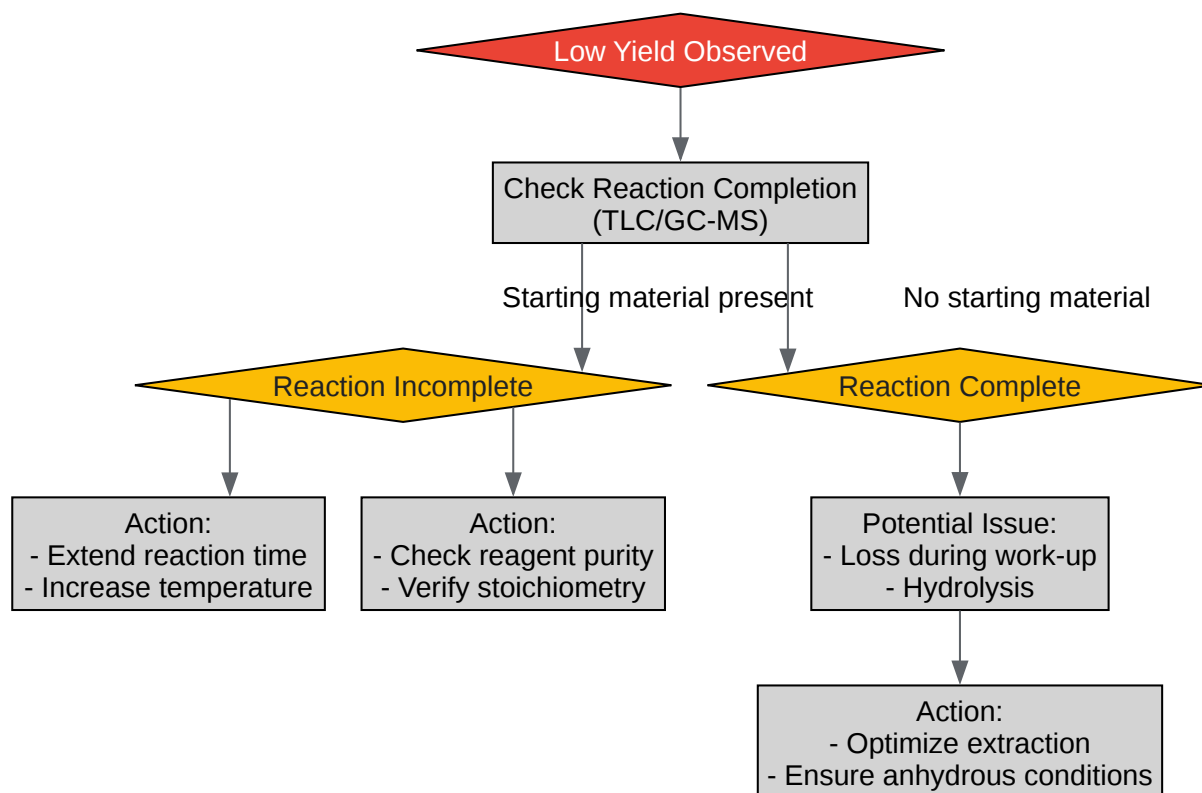 Low Yield Observed
Check Reaction Completion
(TLC/GC-MS)
Starting material present
No starting material
Reaction Incomplete
Reaction Complete
Action:
- Extend reaction time
- Increase temperature
Action:
- Check reagent purity
- Verify stoichiometry
Potential Issue:
- Loss during work-up
- Hydrolysis
Action:
- Optimize extraction
- Ensure anhydrous conditions